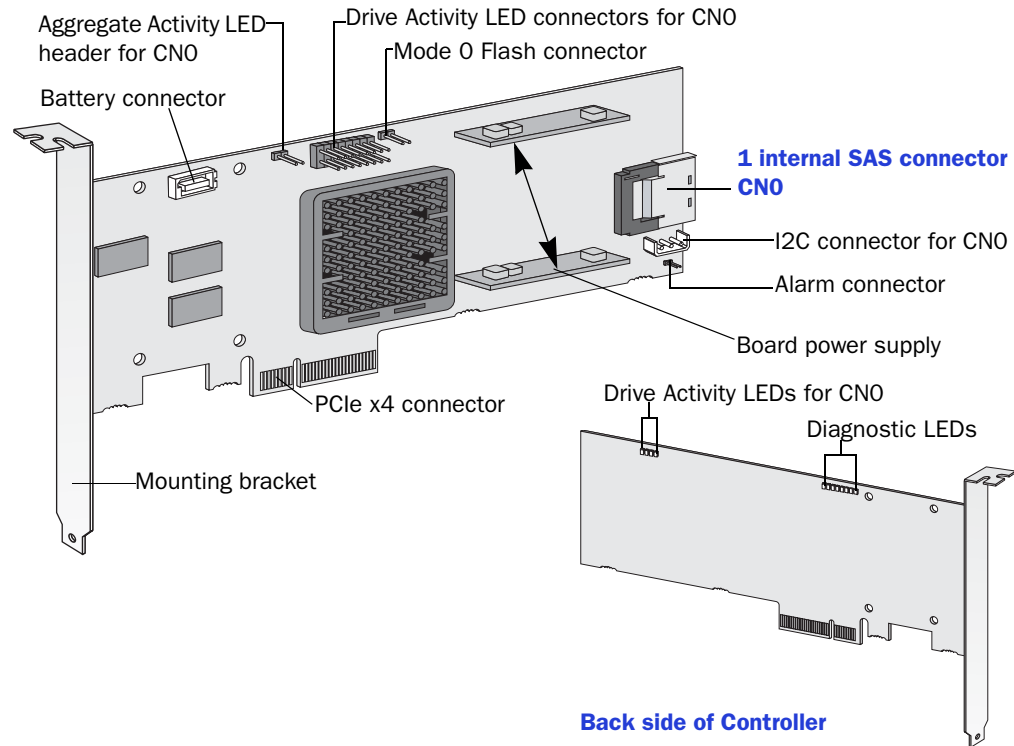 Aggregate Activity LED
header for CN0
Drive Activity LED connectors for CN0
Mode 0 Flash connector
Battery connector
1 internal SAS connector
CN0
I2C connector for CN0
Alarm connector
Board power supply
PCIe x4 connector
Mounting bracket
Drive Activity LEDs for CN0
Diagnostic LEDs
Back side of Controller